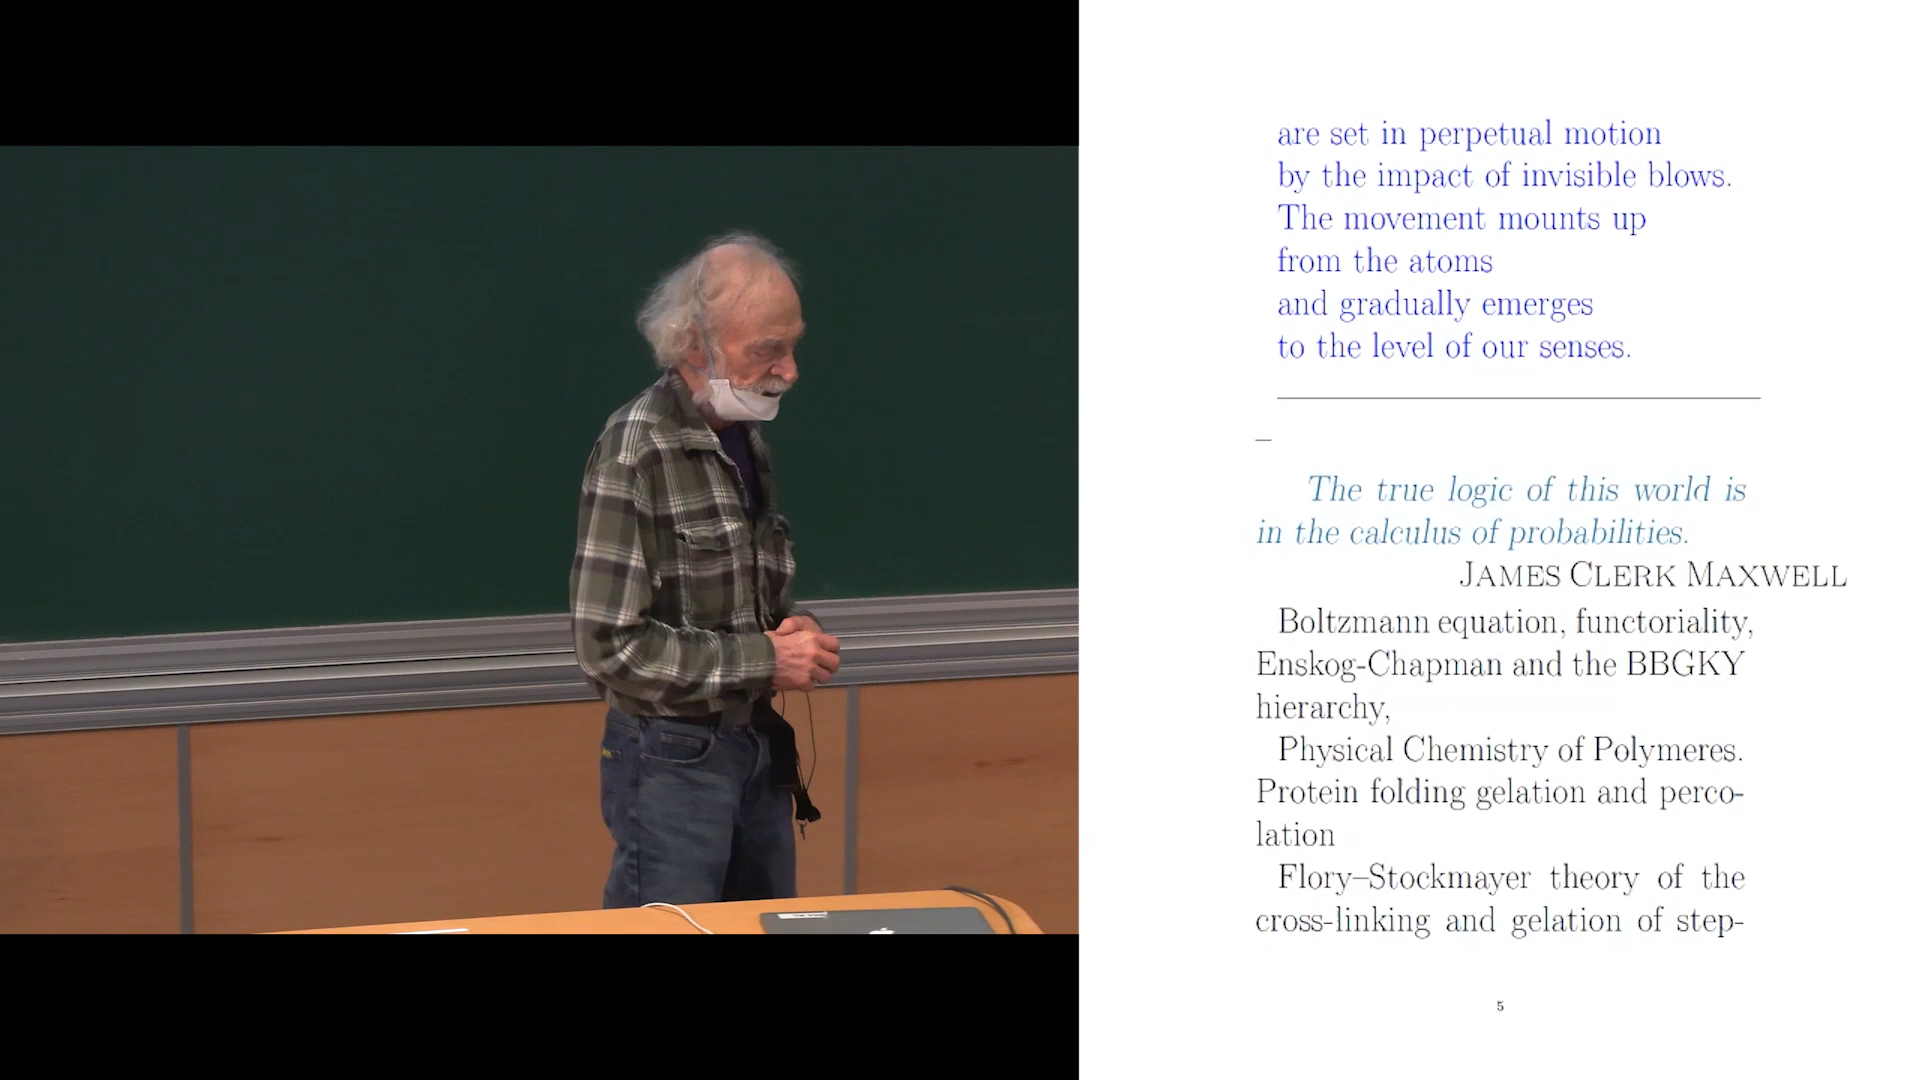 are set in perpetual motion
by the impact of invisible blows.
The movement mounts up
from the atoms
and gradually emerges
to the level of our senses.
–
The true logic of this world is
in the calculus of probabilities.
JAMES CLERK MAXWELL
Boltzmann equation, functoriality,
Enskog-Chapman and the BBGKY
hierarchy,
Physical Chemistry of Polymeres.
Protein folding gelation and perco-
lation
Flory–Stockmayer theory of the
cross-linking and gelation of step-
5